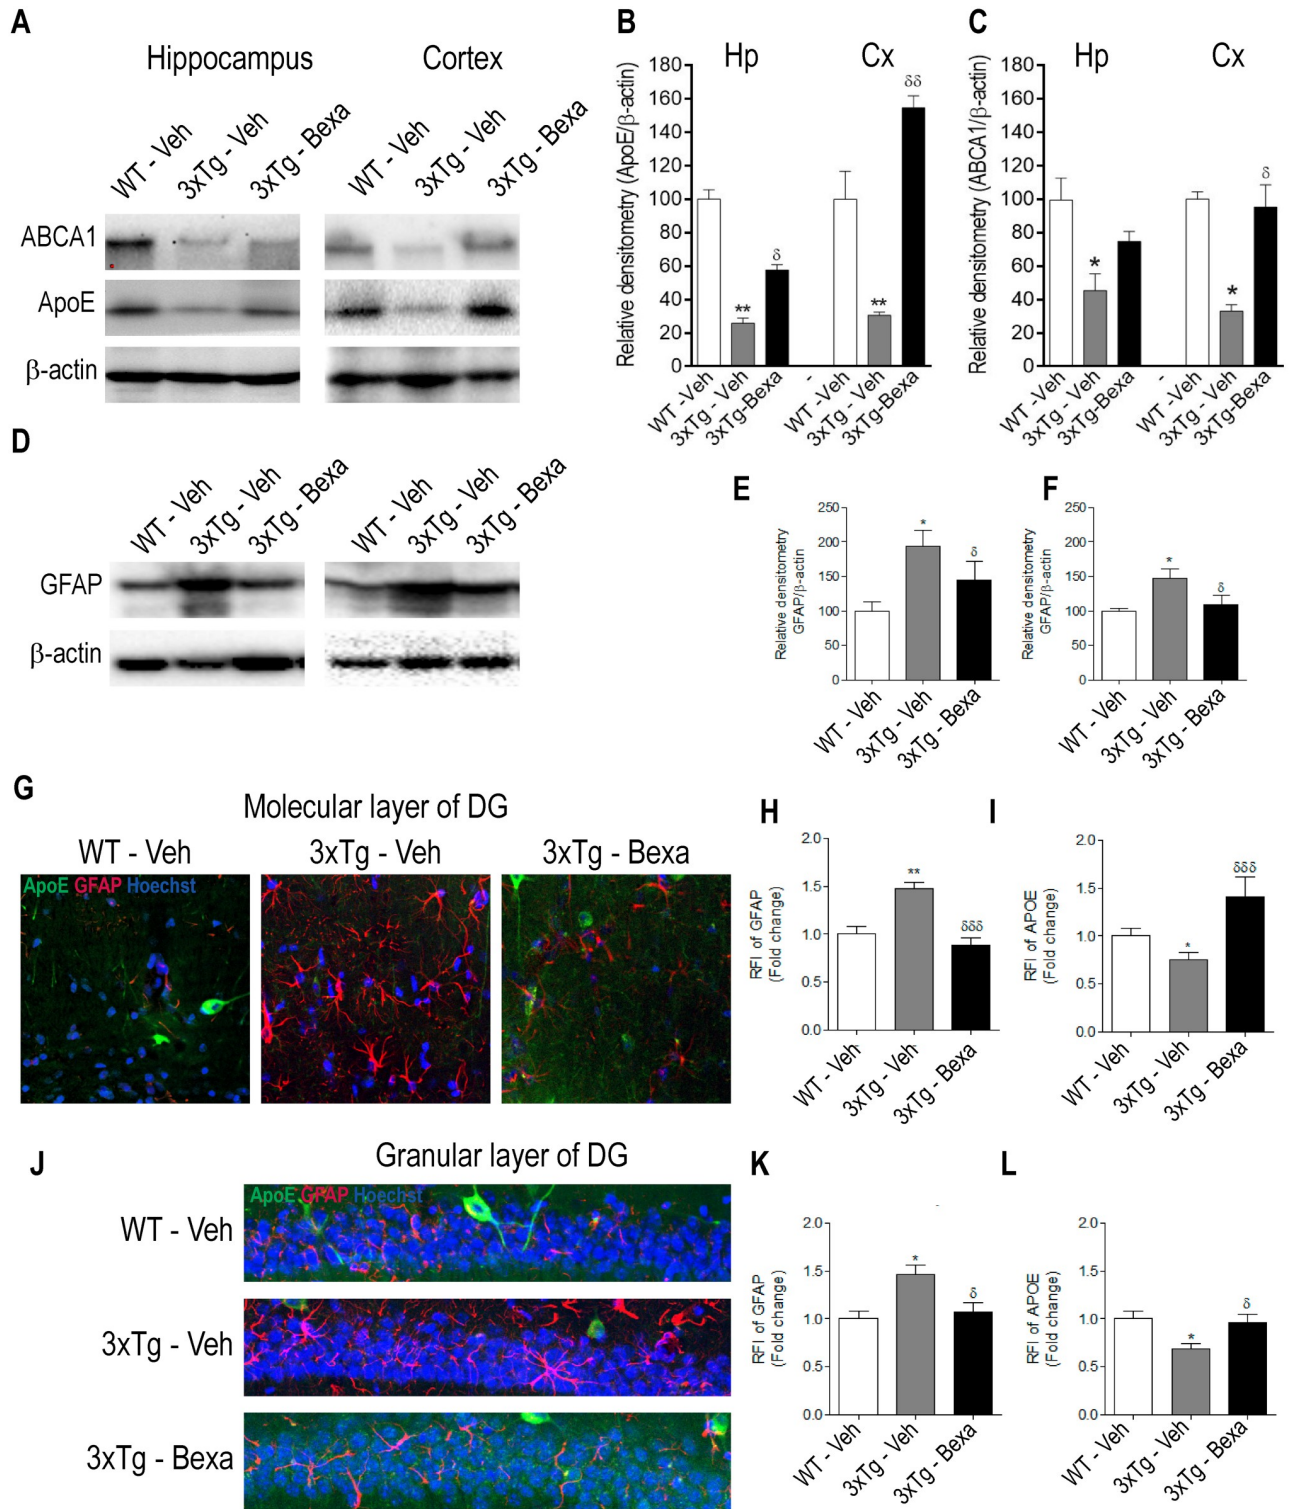 A
Hippocampus
Cortex
WT - Veh
3xTg - Veh
3xTg - Bexa
WT - Veh
3xTg - Veh
3xTg - Bexa
ABCA1
ApoE
β-actin
B
Hp
Cx
Relative densitometry (ApoE/β-actin)
180
160
140
120
100
80
60
40
20
0
**
δ
**
δδ
WT -Veh
3xTg - Veh
3xTg-Bexa
-
WT - Veh
3xTg - Veh
3xTg-Bexa
C
Hp
Cx
Relative densitometry (ABCA1/β-actin)
180
160
140
120
100
80
60
40
20
0
*
*
δ
WT - Veh
3xTg - Veh
3xTg-Bexa
-
WT - Veh
3xTg - Veh
3xTg-Bexa
D
WT - Veh
3xTg - Veh
3xTg - Bexa
WT - Veh
3xTg - Veh
3xTg - Bexa
GFAP
β-actin
E
Relative densitometry
GFAP/β-actin
250
200
150
100
50
0
*
δ
WT - Veh
3xTg - Veh
3xTg - Bexa
F
Relative densitometry
GFAP/β-actin
250
200
150
100
50
0
*
δ
WT - Veh
3xTg - Veh
3xTg - Bexa
G
Molecular layer of DG
WT - Veh
3xTg - Veh
3xTg - Bexa
ApoE GFAP Hoechst
H
RFI of GFAP
(Fold change)
2.0
1.5
1.0
0.5
0.0
**
δδδ
WT - Veh
3xTg - Veh
3xTg - Bexa
I
RFI of APOE
(Fold change)
2.0
1.5
1.0
0.5
0.0
*
δδδ
WT - Veh
3xTg - Veh
3xTg - Bexa
J
Granular layer of DG
ApoE GFAP Hoechst
WT - Veh
3xTg - Veh
3xTg - Bexa
K
RFI of GFAP
(Fold change)
2.0
1.5
1.0
0.5
0.0
*
δ
WT - Veh
3xTg - Veh
3xTg - Bexa
L
RFI of APOE
(Fold change)
2.0
1.5
1.0
0.5
0.0
*
δ
WT - Veh
3xTg - Veh
3xTg - Bexa